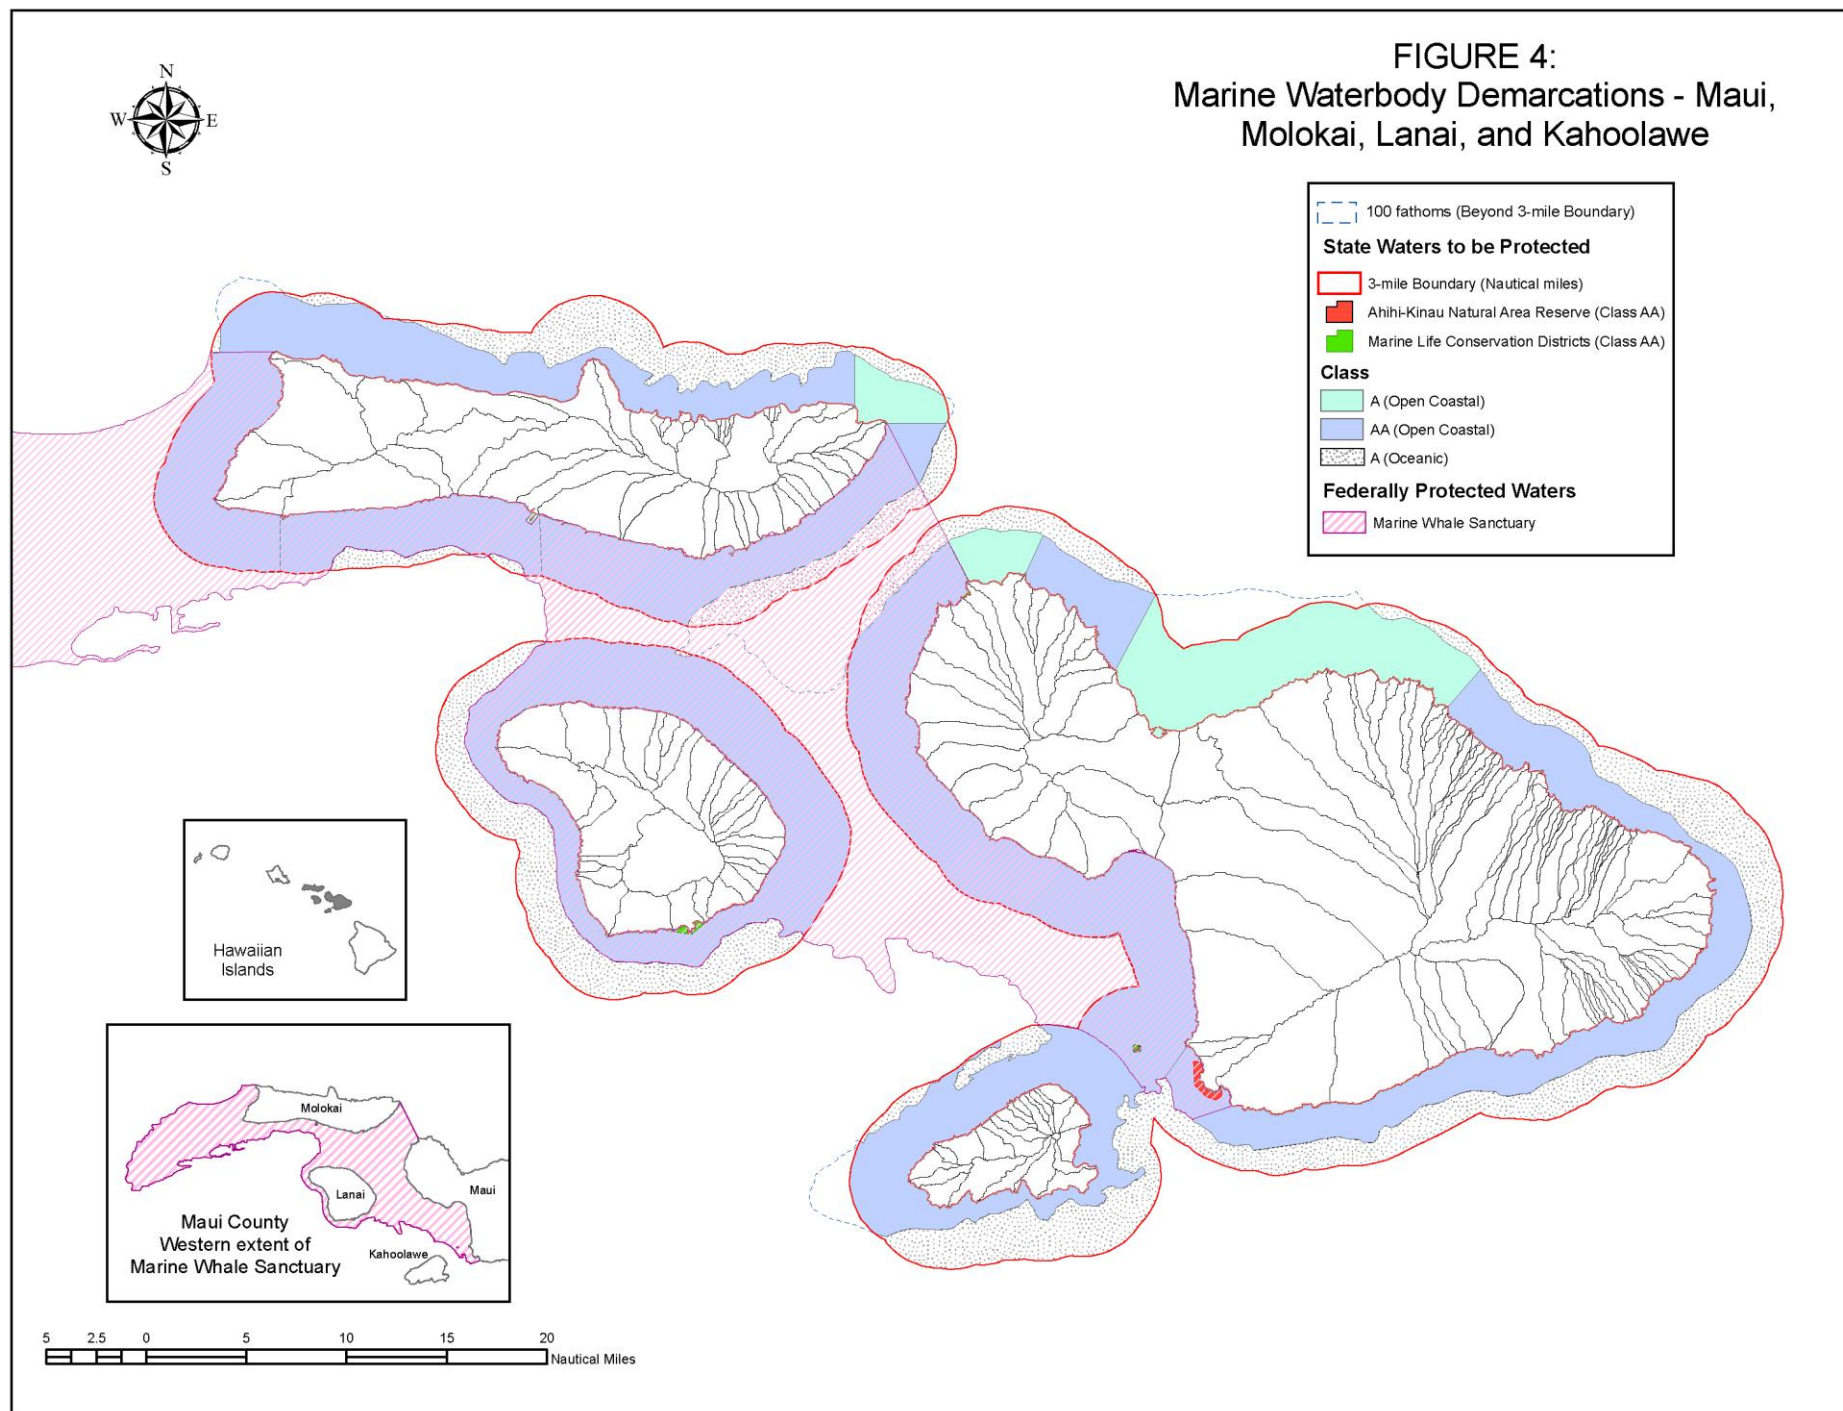 FIGURE 4:
Marine Waterbody Demarcations - Maui,
Molokai, Lanai, and Kahoolawe
N
W
E
S
100 fathoms (Beyond 3-mile Boundary)
State Waters to be Protected
3-mile Boundary (Nautical miles)
Ahihi-Kinau Natural Area Reserve (Class AA)
Marine Life Conservation Districts (Class AA)
Class
A (Open Coastal)
AA (Open Coastal)
A (Oceanic)
Federally Protected Waters
Marine Whale Sanctuary
Hawaiian
Islands
Molokai
Lanai
Maui
Kahoolawe
Maui County
Western extent of
Marine Whale Sanctuary
5 2.5 0 5 10 15 20
Nautical Miles